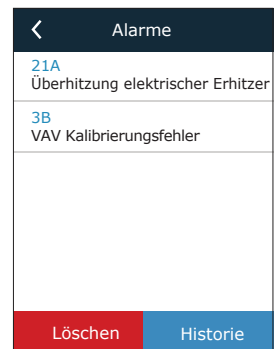 Alarme
21A
Überhitzung elektrischer Erhitzer
3B
VAV Kalibrierungsfehler
Löschen
Historie